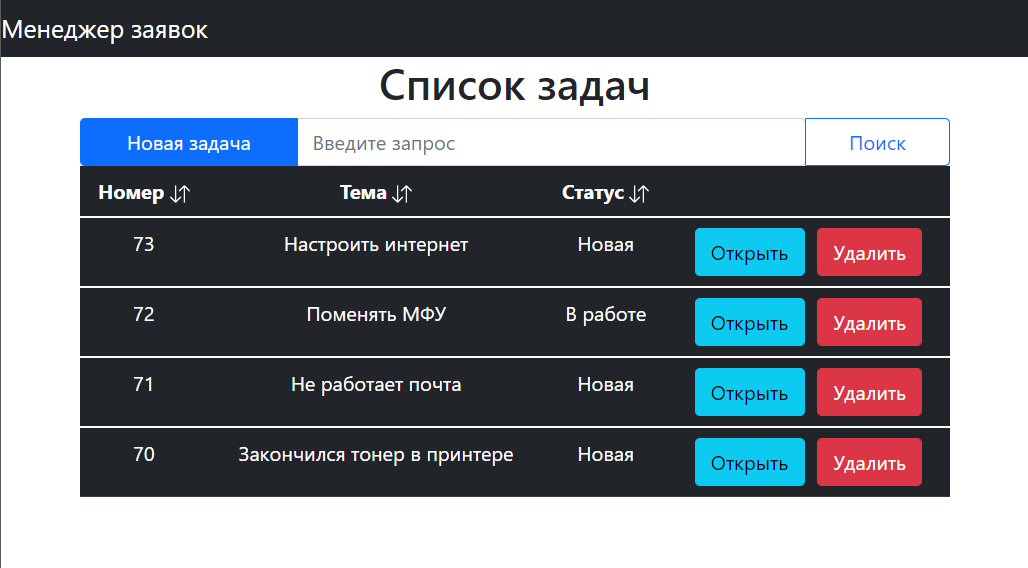 Менеджер заявок
Список задач
Новая задача Введите запрос Поиск
Номер Тема Статус
73 Настроить интернет Новая Открыть Удалить
72 Поменять МФУ В работе Открыть Удалить
71 Не работает почта Новая Открыть Удалить
70 Закончился тонер в принтере Новая Открыть Удалить